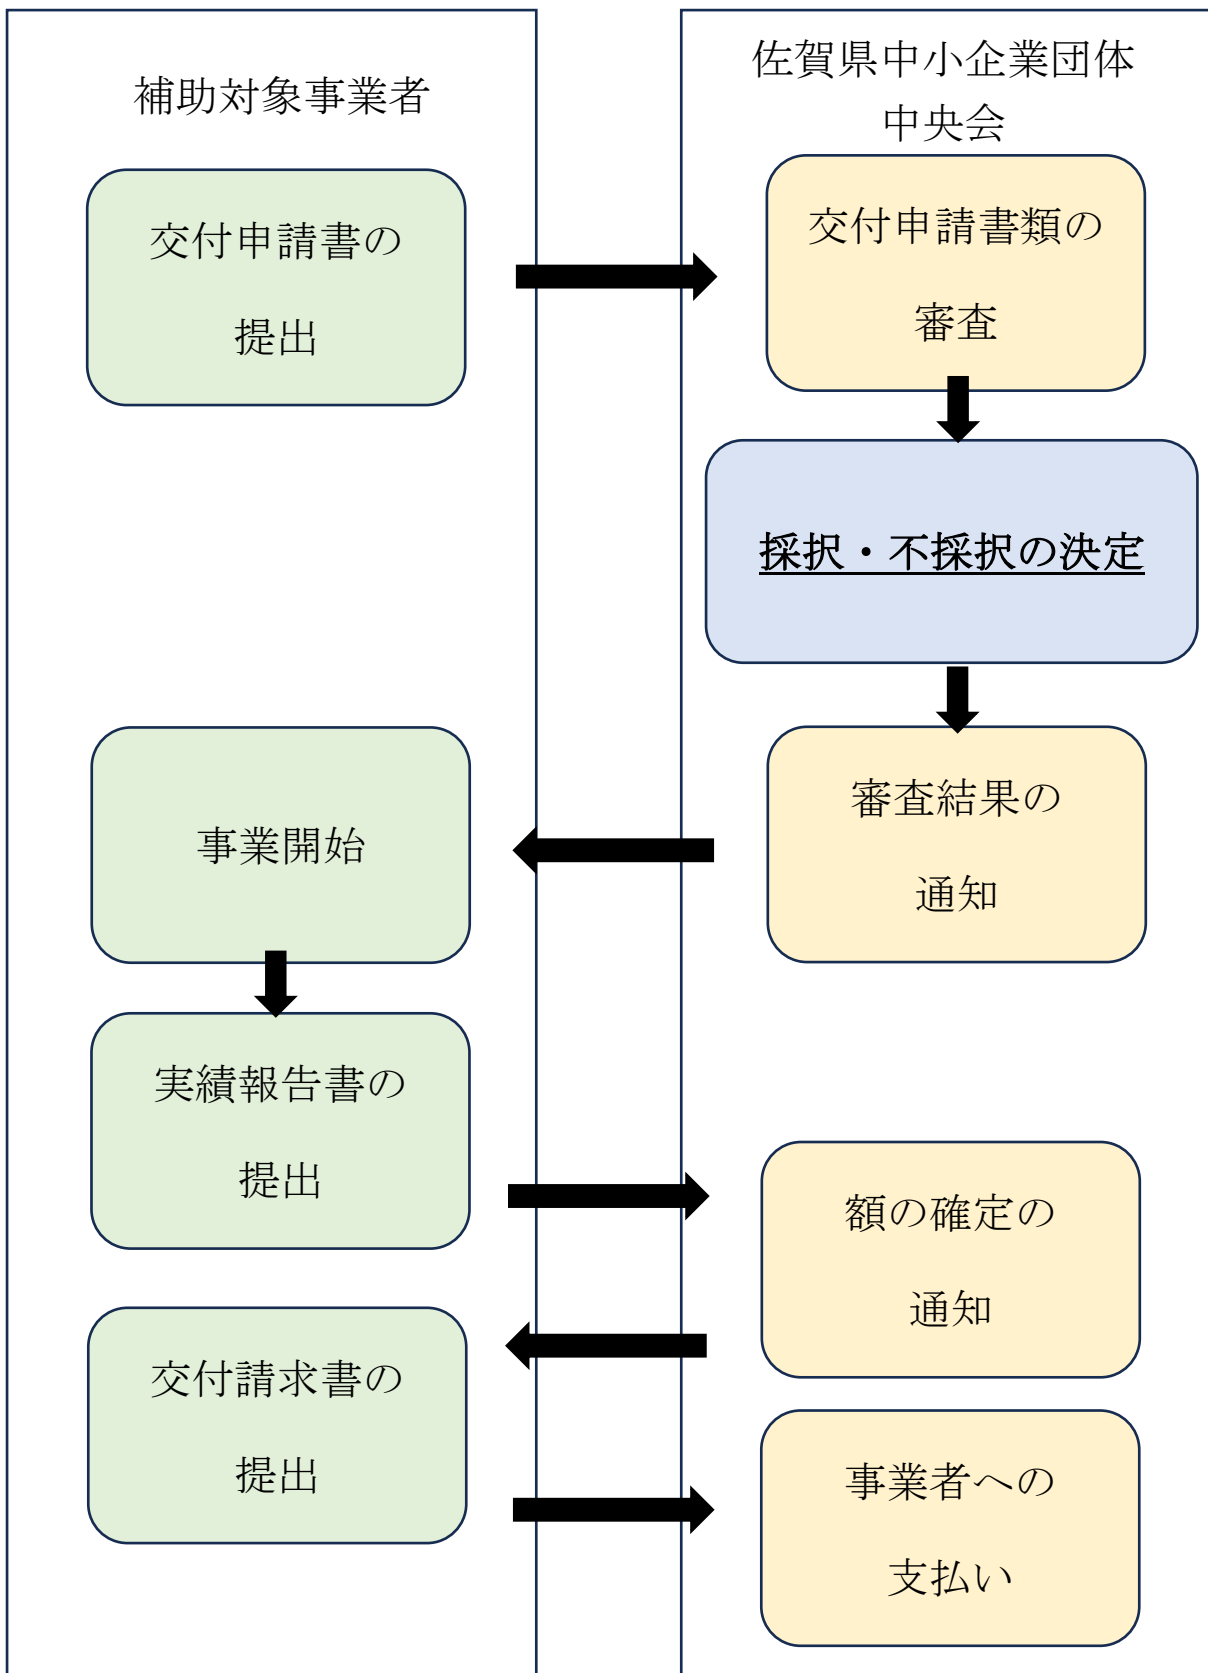 補助対象事業者
佐賀県中小企業団体
中央会
交付申請書の
提出
交付申請書類の
審査
採択・不採択の決定
審査結果の
通知
事業開始
実績報告書の
提出
額の確定の
通知
交付請求書の
提出
事業者への
支払い